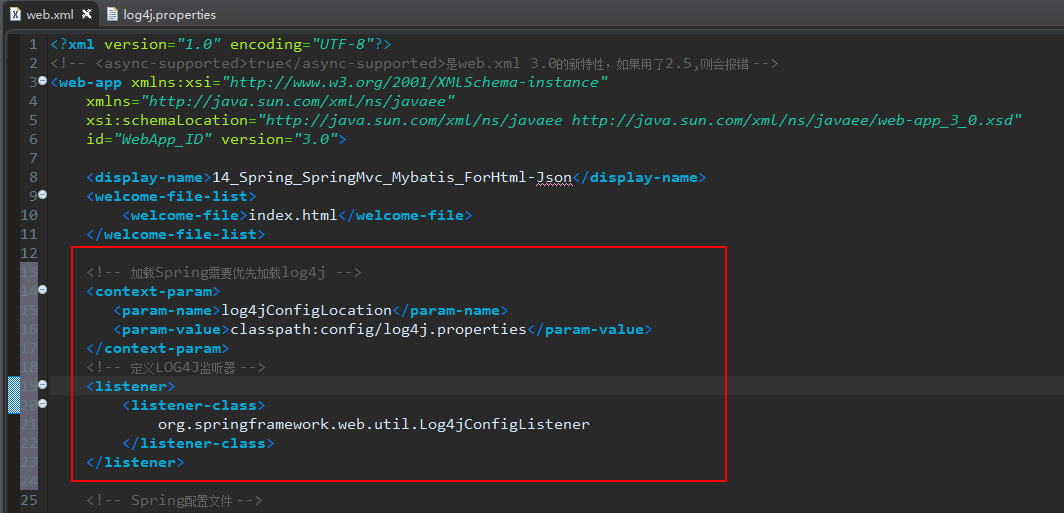 web.xml log4j.properties
1 <?xml version="1.0" encoding="UTF-8"?>
2 <!-- <async-supported>true</async-supported>是web.xml 3.0的新特性，如果用了2.5,则会报错 -->
3 <web-app xmlns:xsi="http://www.w3.org/2001/XMLSchema-instance"
4 xmlns="http://java.sun.com/xml/ns/javaee"
5 xsi:schemaLocation="http://java.sun.com/xml/ns/javaee http://java.sun.com/xml/ns/javaee/web-app_3_0.xsd"
6 id="WebApp_ID" version="3.0">
7
8 <display-name>14_Spring_SpringMvc_Mybatis_ForHtml-Json</display-name>
9 <welcome-file-list>
10 <welcome-file>index.html</welcome-file>
11 </welcome-file-list>
12
13 <!-- 加载Spring需要优先加载log4j -->
14 <context-param>
15 <param-name>log4jConfigLocation</param-name>
16 <param-value>classpath:config/log4j.properties</param-value>
17 </context-param>
18 <!-- 定义LOG4J监听器 -->
19 <listener>
20 <listener-class>
21 org.springframework.web.util.Log4jConfigListener
22 </listener-class>
23 </listener>
24
25 <!-- Spring配置文件 -->